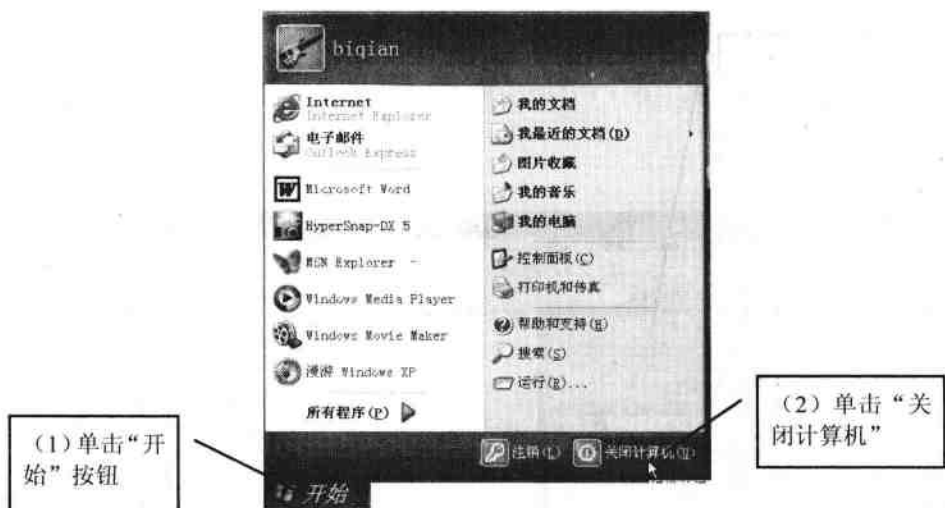 biqian
Internet
Internet Explorer
电子邮件
Outlook Express
Microsoft Word
HyperSnap-DX 5
MSN Explorer
Windows Media Player
Windows Movie Maker
漫游 Windows XP
所有程序(P)
我的文档
我最近的文档(D)
图片收藏
我的音乐
我的电脑
控制面板(C)
打印机和传真
帮助和支持(H)
搜索(S)
运行(R)...
注销(L)
关闭计算机(U)
开始
(1)单击“开
始”按钮
(2)单击“关
闭计算机”